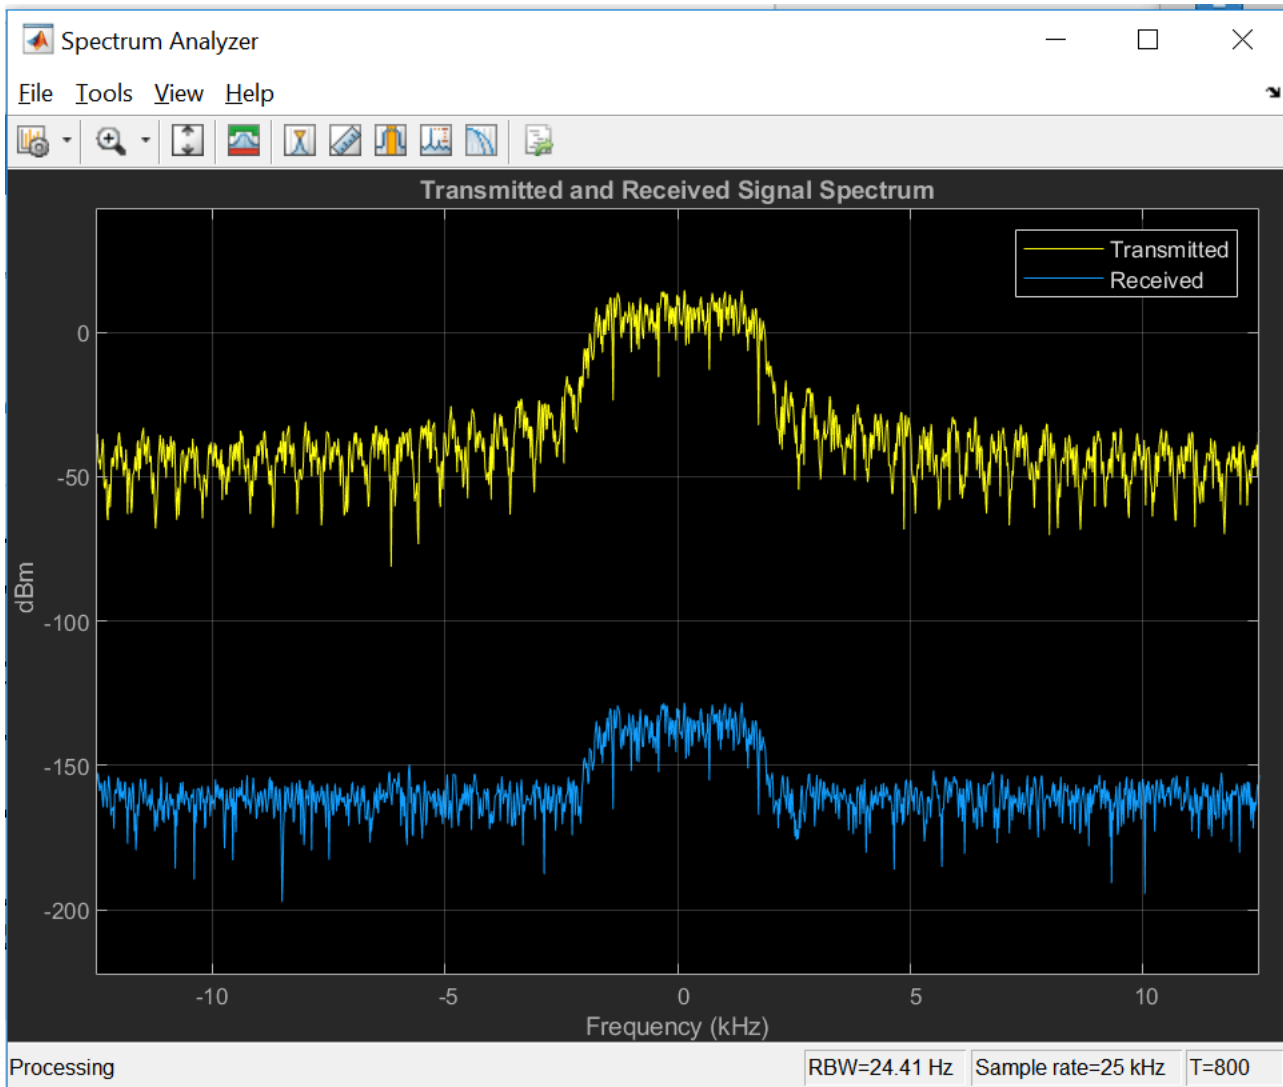 Spectrum Analyzer
File Tools View Help
Transmitted and Received Signal Spectrum
Transmitted
Received
0
-50
-100
-150
-200
dBm
-10 -5 0 5 10
Frequency (kHz)
Processing RBW=24.41 Hz Sample rate=25 kHz T=800